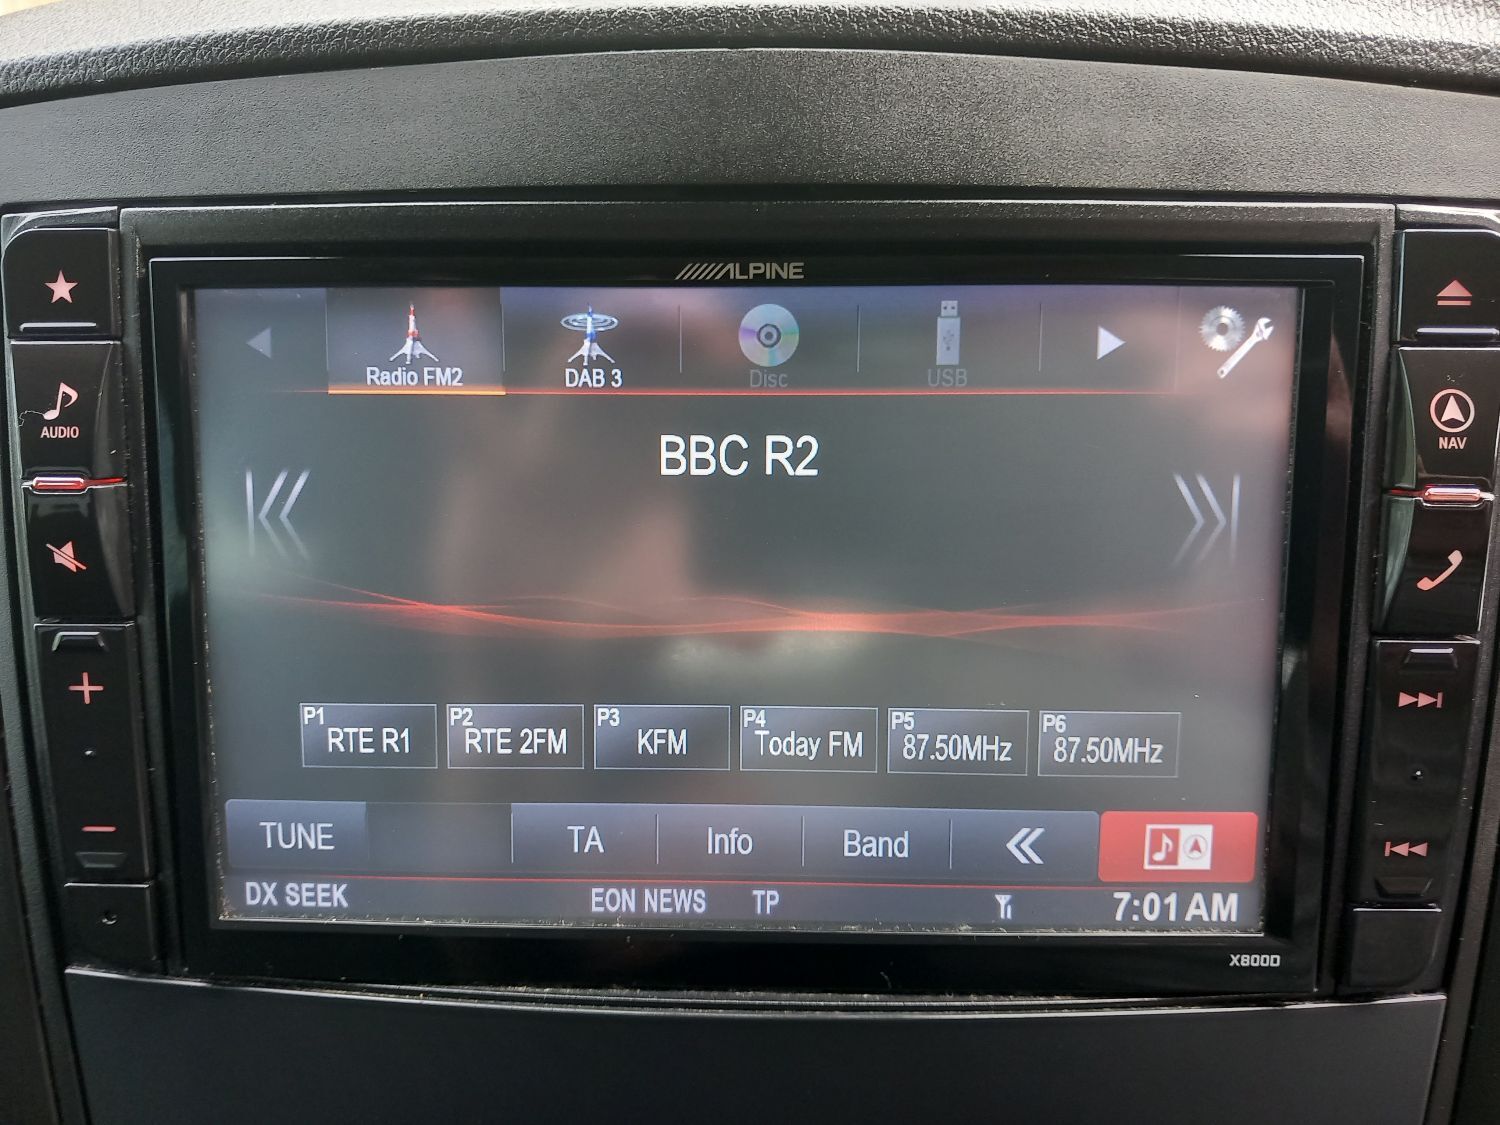 ALPINE
Radio FM2
DAB 3
Disc
USB
AUDIO
NAV
BBC R2
P1 RTE R1
P2 RTE 2FM
P3 KFM
P4 Today FM
P5 87.50MHz
P6 87.50MHz
TUNE
TA
Info
Band
DX SEEK
EON NEWS
TP
7:01 AM
X800D